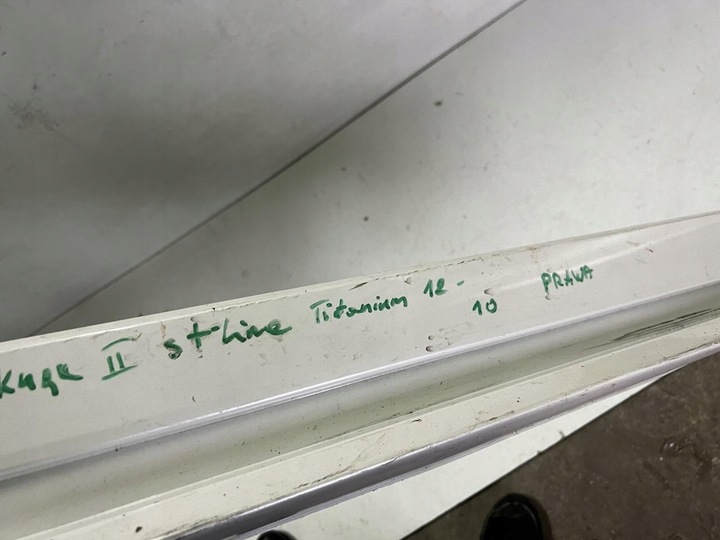 Kuga II st-Line Titanium 12-
10 PRAWA